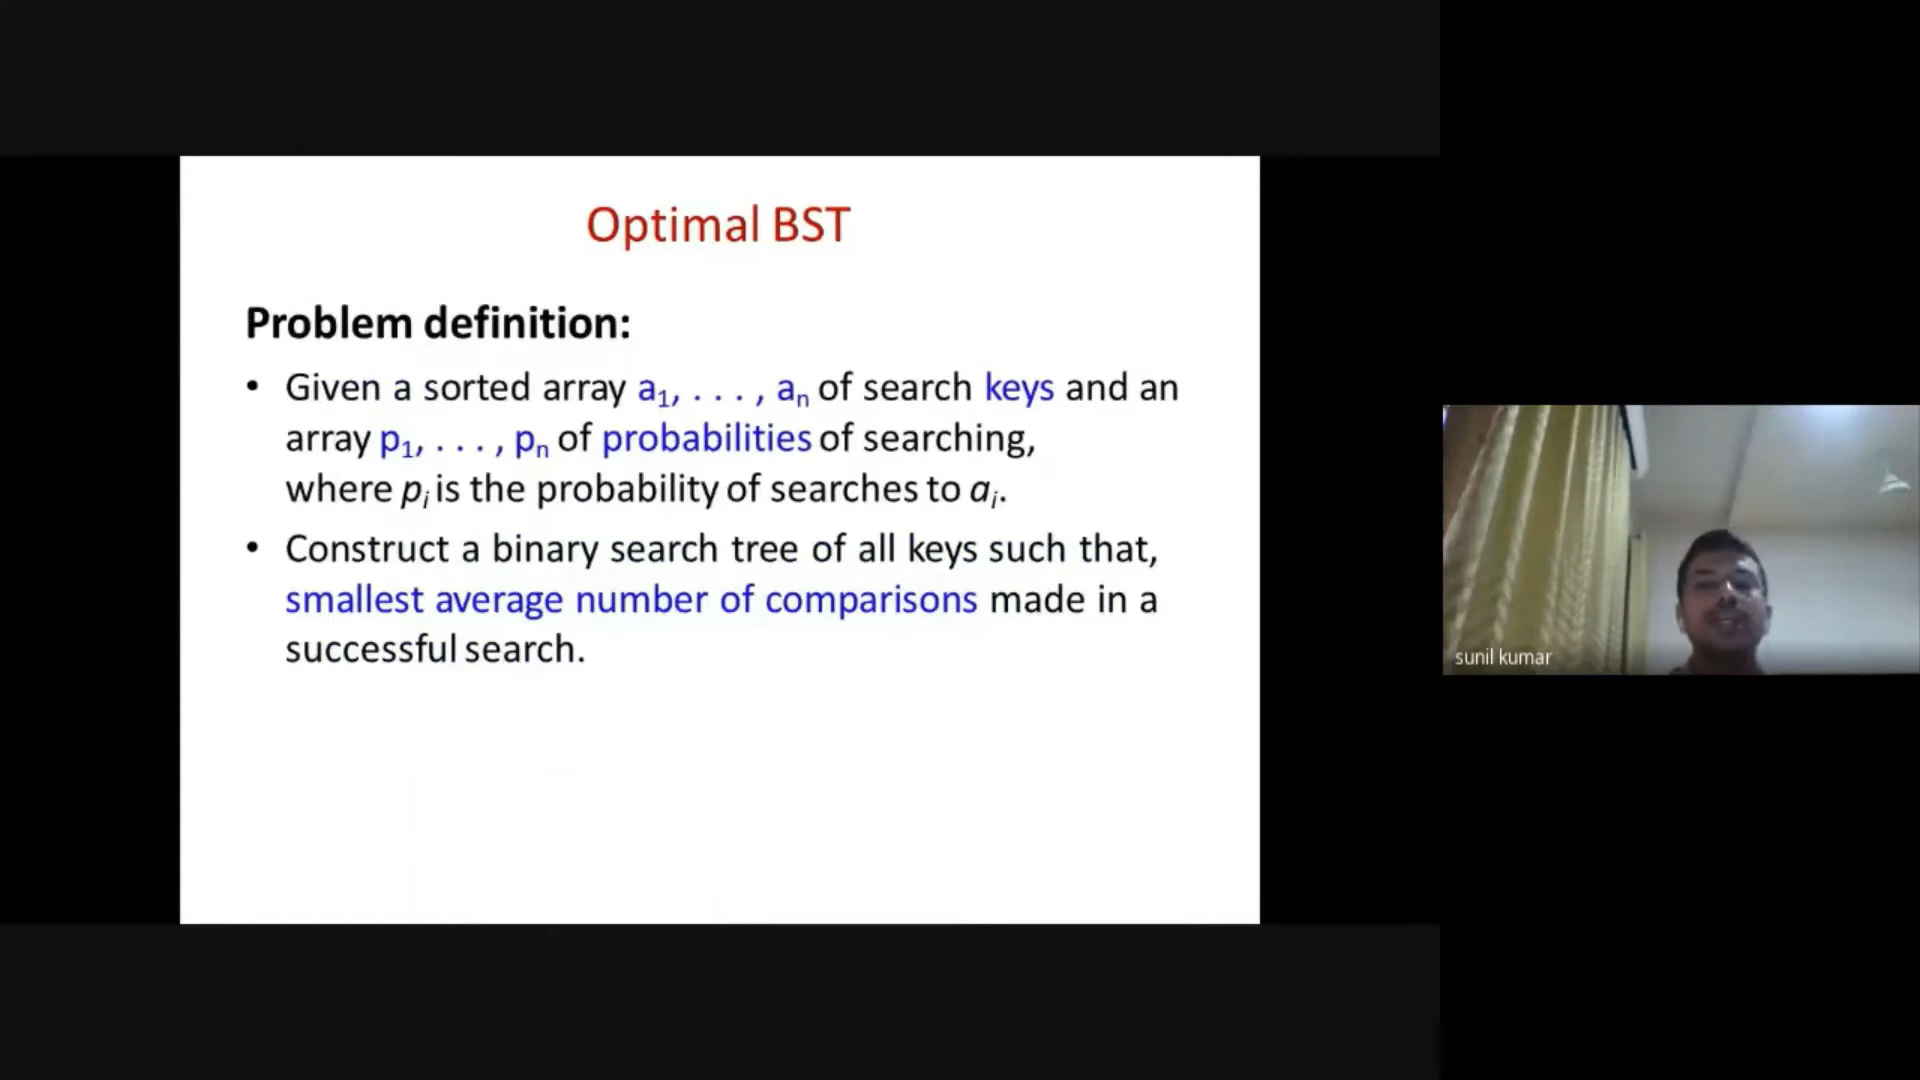 Optimal BST
Problem definition:
• Given a sorted array a₁, . . . , aₙ of search keys and an
array p₁, . . . , pₙ of probabilities of searching,
where pᵢ is the probability of searches to aᵢ.
• Construct a binary search tree of all keys such that,
smallest average number of comparisons made in a
successful search.
sunil kumar